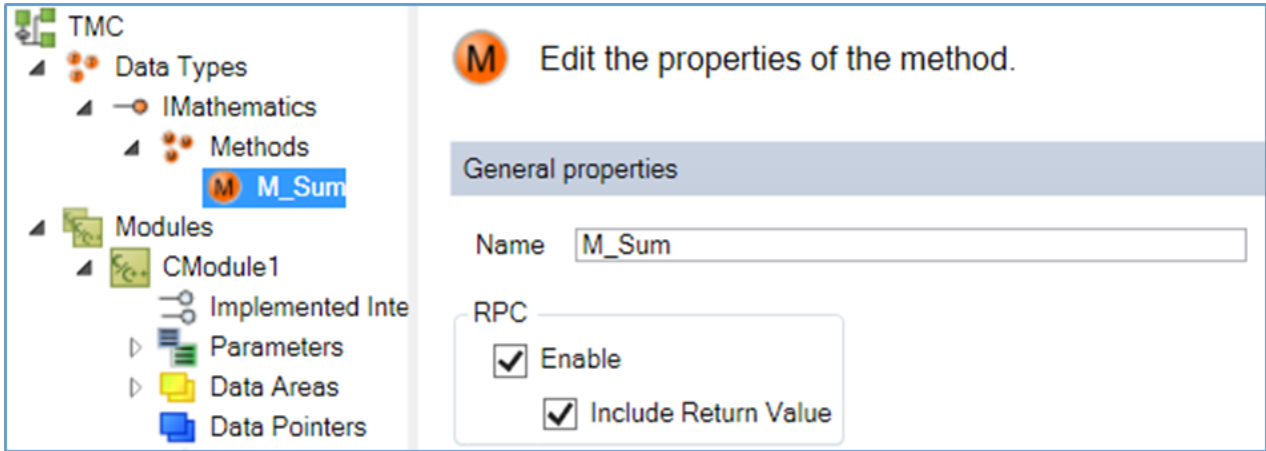 TMC
Data Types
IMathematics
Methods
M M_Sum
Modules
C/C++ CModule1
Implemented Inte
Parameters
Data Areas
Data Pointers
M Edit the properties of the method.
General properties
Name M_Sum
RPC
Enable
Include Return Value